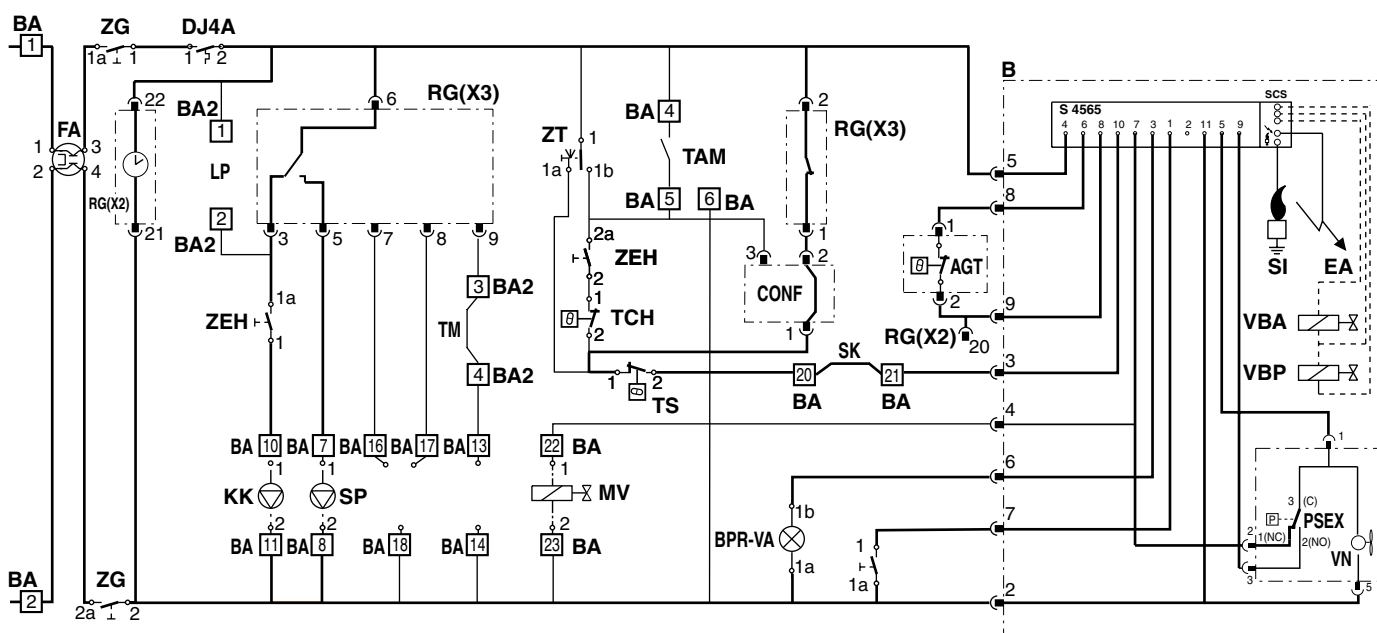 BA
1
ZG
1a 1
DJ4A
1 2
FA
1 3
2 4
22
RG(X2)
21
BA2
1
LP
2
BA2
6
RG(X3)
3 5 7 8 9
1a
ZEH
1
3 BA2
TM
4 BA2
BA 10
BA 7
BA 16
BA 17
BA 13
1 1
KK SP
2 2
BA 11
BA 8
BA 18
BA 14
BA
2
ZG
2a 2
ZT
1
1a 1b
BA 4
TAM
BA 5
6 BA
2
RG(X3)
1
2a
ZEH
2
1
θ TCH
2
3 2
CONF
1
1 2
θ
TS
20
BA
SK
21
BA
22 BA
1
MV
2
23 BA
1b
BPR-VA
1a
1
1a
1
θ AGT
2
RG(X2)
20
B
5
8
9
3
4
6
7
2
S 4565
4 6 8 10 7 3 1 2 11 5 9
SCS
SI EA
VBA
VBP
1
3 (C)
P PSEX
2 1(NC)
2(NO)
3
VN
5